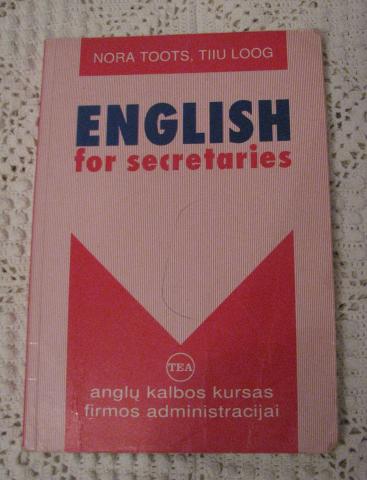 NORA TOOTS, TIIU LOOG
ENGLISH
for secretaries
TEA
anglų kalbos kursas
firmos administracijai